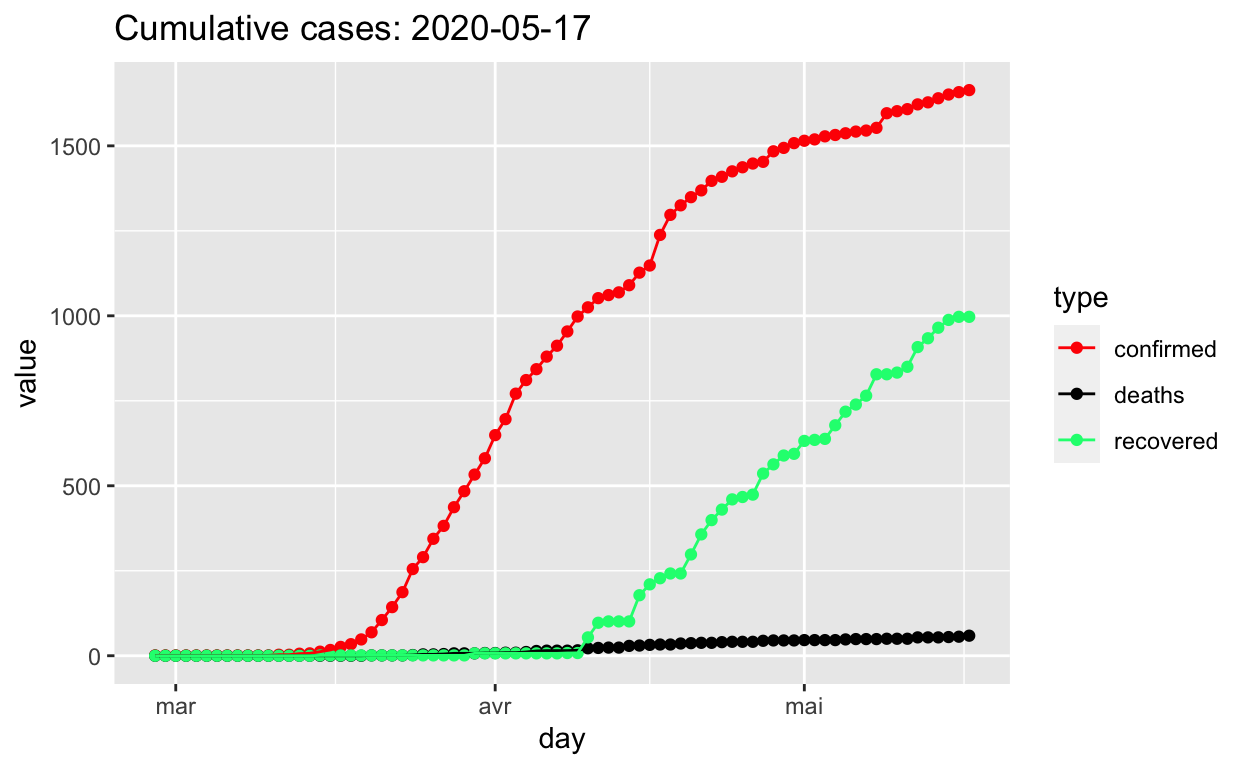 Cumulative cases: 2020-05-17
1500
1000
500
0
value
mar
avr
mai
day
type
confirmed
deaths
recovered